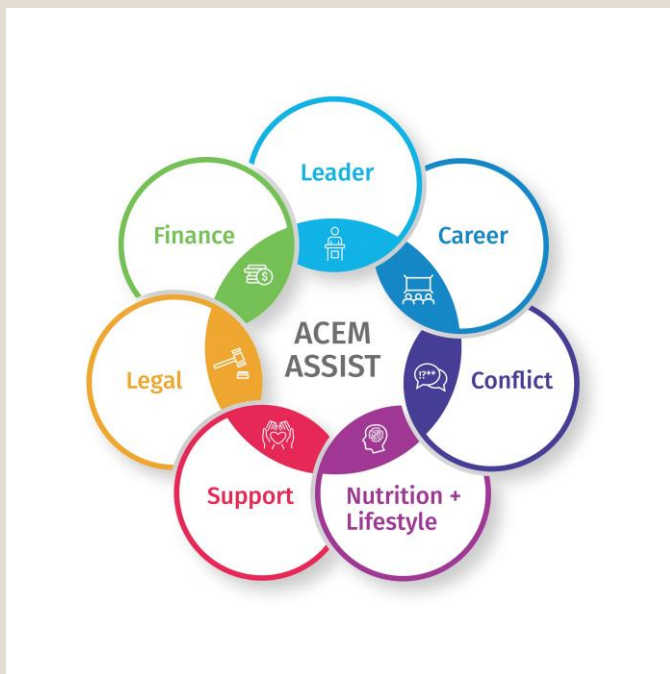 Leader
Career
Conflict
Nutrition +
Lifestyle
Support
Legal
Finance
ACEM
ASSIST
$
!?**